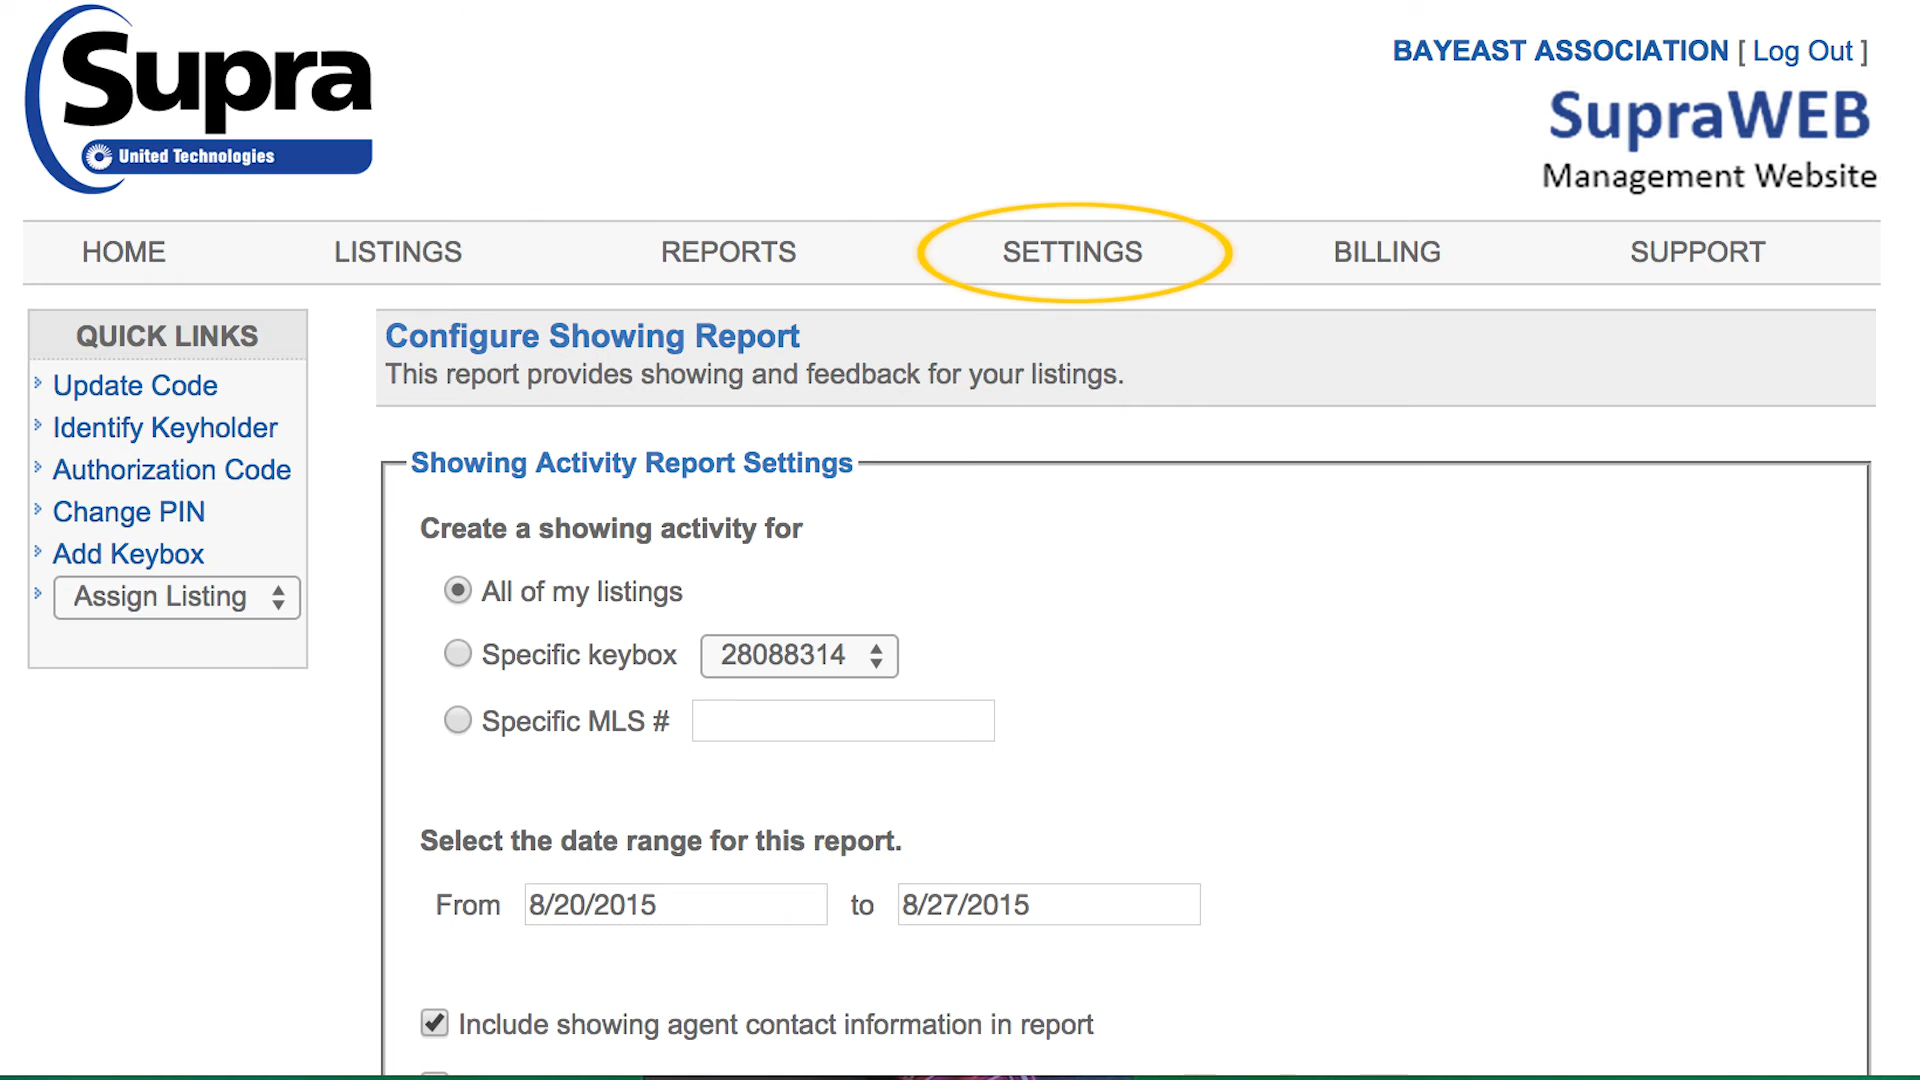 Supra
United Technologies
BAYEAST ASSOCIATION [ Log Out ]
SupraWEB
Management Website
HOME LISTINGS REPORTS SETTINGS BILLING SUPPORT
QUICK LINKS
Update Code
Identify Keyholder
Authorization Code
Change PIN
Add Keybox
Assign Listing
Configure Showing Report
This report provides showing and feedback for your listings.
Showing Activity Report Settings
Create a showing activity for
All of my listings
Specific keybox 28088314
Specific MLS #
Select the date range for this report.
From 8/20/2015 to 8/27/2015
Include showing agent contact information in report